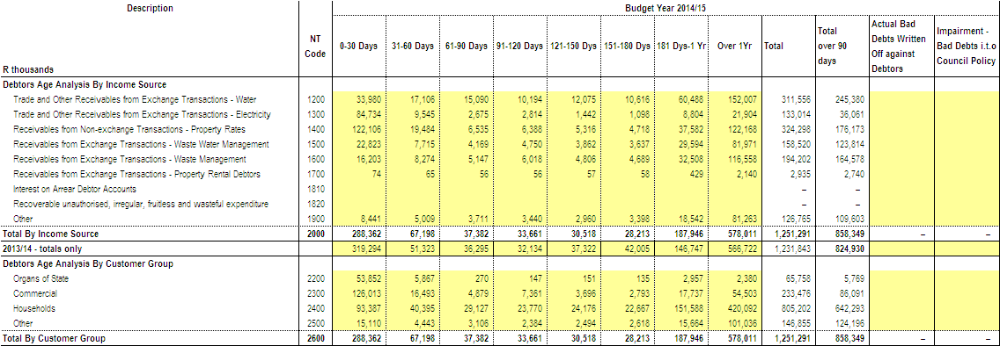 Description Budget Year 2014/15
R thousands NT Code 0-30 Days 31-60 Days 61-90 Days 91-120 Days 121-150 Dys 151-180 Dys 181 Dys-1 Yr Over 1Yr Total Total over 90 days Actual Bad Debts Written Off against Debtors Impairment - Bad Debts i.t.o Council Policy
Debtors Age Analysis By Income Source
Trade and Other Receivables from Exchange Transactions - Water 1200 33,980 17,106 15,090 10,194 12,075 10,616 60,488 152,007 311,556 245,380
Trade and Other Receivables from Exchange Transactions - Electricity 1300 84,734 9,545 2,675 2,814 1,442 1,098 8,804 21,904 133,014 36,061
Receivables from Non-exchange Transactions - Property Rates 1400 122,106 19,484 6,535 6,388 5,316 4,718 37,582 122,168 324,298 176,173
Receivables from Exchange Transactions - Waste Water Management 1500 22,823 7,715 4,169 4,750 3,862 3,637 29,594 81,971 158,520 123,814
Receivables from Exchange Transactions - Waste Management 1600 16,203 8,274 5,147 6,018 4,806 4,689 32,508 116,558 194,202 164,578
Receivables from Exchange Transactions - Property Rental Debtors 1700 74 65 56 56 57 58 429 2,140 2,935 2,740
Interest on Arrear Debtor Accounts 1810 – –
Recoverable unauthorised, irregular, fruitless and wasteful expenditure 1820 – –
Other 1900 8,441 5,009 3,711 3,440 2,960 3,398 18,542 81,263 126,765 109,603
Total By Income Source 2000 288,362 67,198 37,382 33,661 30,518 28,213 187,946 578,011 1,251,291 858,349 – –
2013/14 - totals only 319,294 51,323 36,295 32,134 37,322 42,005 146,747 566,722 1,231,843 824,930
Debtors Age Analysis By Customer Group
Organs of State 2200 53,852 5,867 270 147 151 135 2,957 2,380 65,758 5,769
Commercial 2300 126,013 16,493 4,879 7,361 3,696 2,793 17,737 54,503 233,476 86,091
Households 2400 93,387 40,395 29,127 23,770 24,176 22,667 151,588 420,092 805,202 642,293
Other 2500 15,110 4,443 3,106 2,384 2,494 2,618 15,664 101,036 146,855 124,196
Total By Customer Group 2600 288,362 67,198 37,382 33,661 30,518 28,213 187,946 578,011 1,251,291 858,349 – –